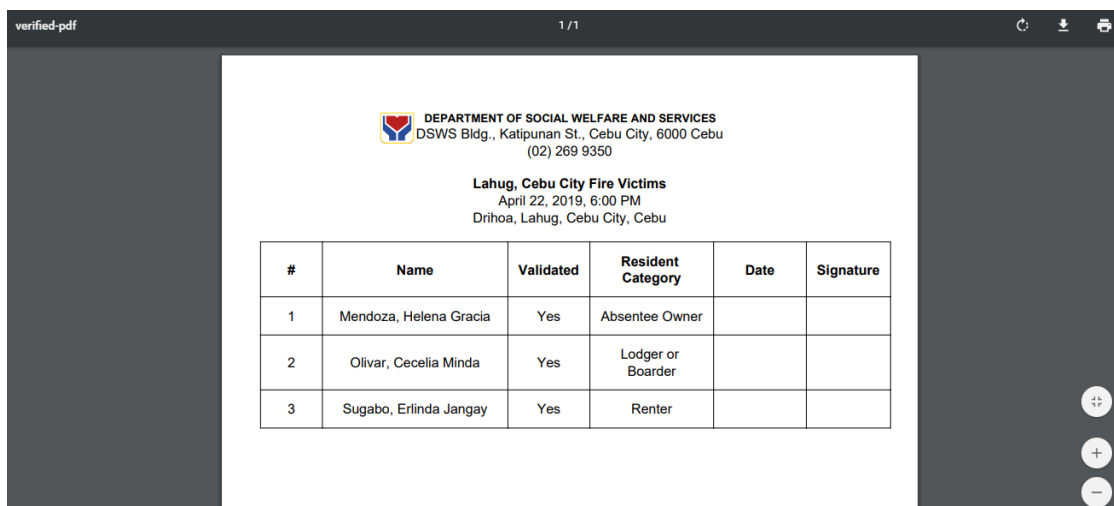 verified-pdf
1 / 1
DEPARTMENT OF SOCIAL WELFARE AND SERVICES
DSWS Bldg., Katipunan St., Cebu City, 6000 Cebu
(02) 269 9350
Lahug, Cebu City Fire Victims
April 22, 2019, 6:00 PM
Drihoa, Lahug, Cebu City, Cebu
# Name Validated Resident Category Date Signature
1 Mendoza, Helena Gracia Yes Absentee Owner
2 Olivar, Cecelia Minda Yes Lodger or Boarder
3 Sugabo, Erlinda Jangay Yes Renter